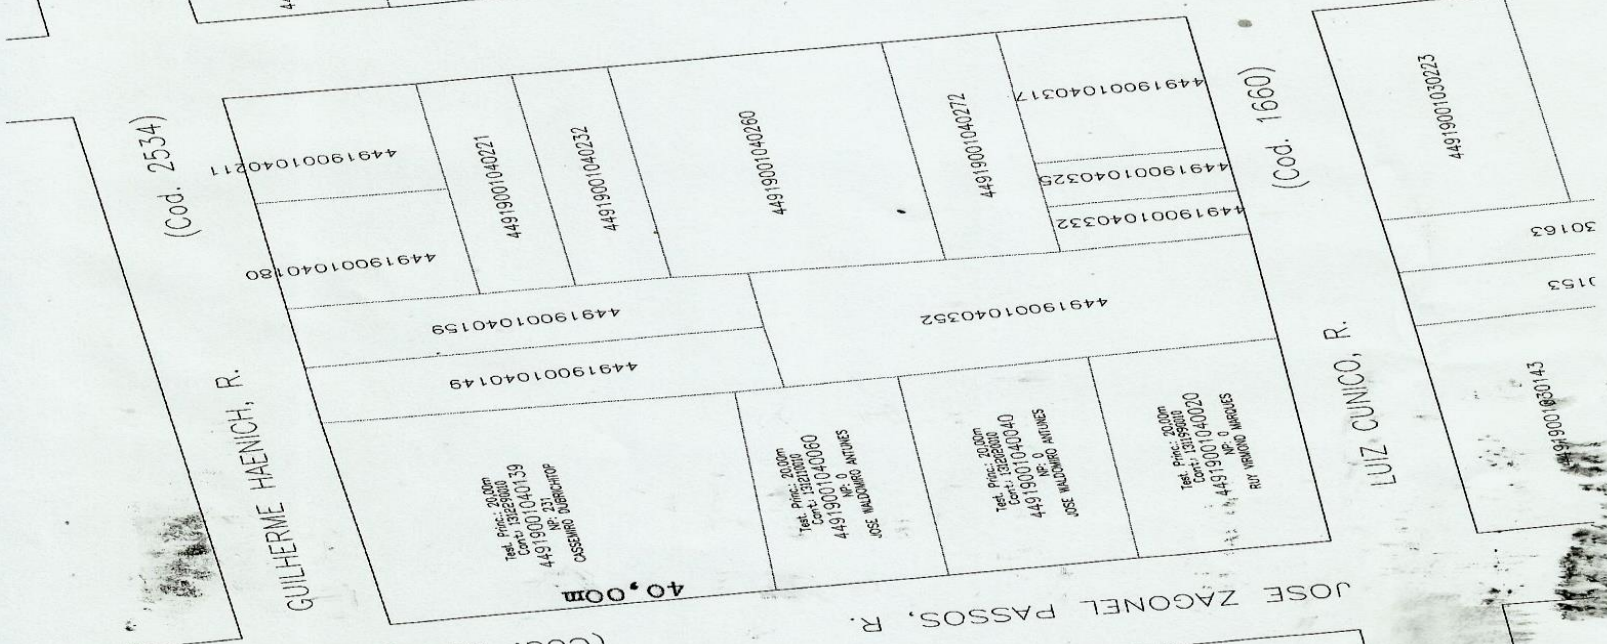 (Cod. 2534)
GUILHERME HAENICH, R.
44919001040211
44919001040180
44919001040221
44919001040232
44919001040260
44919001040272
44919001040317
44919001040325
44919001040332
44919001040159
44919001040149
44919001040352
Test. Princ.: 20,00m
44919001040139
NP: 231
CASSEMIRO DUBRICHTOP
40,00m
Test. Princ.: 20,00m
44919001040060
NP: 0
JOSE WALDOMIRO ANTUNES
Test. Princ.: 20,00m
44919001040040
NP: 0
JOSE WALDOMIRO ANTUNES
Test. Princ.: 20,00m
44919001040020
NP: 0
RUY VIRMOND MARQUES
JOSE ZAGONEL PASSOS, R.
(Cod. 1660)
LUIZ CUNICO, R.
44919001030223
30163
0153
44919001030143